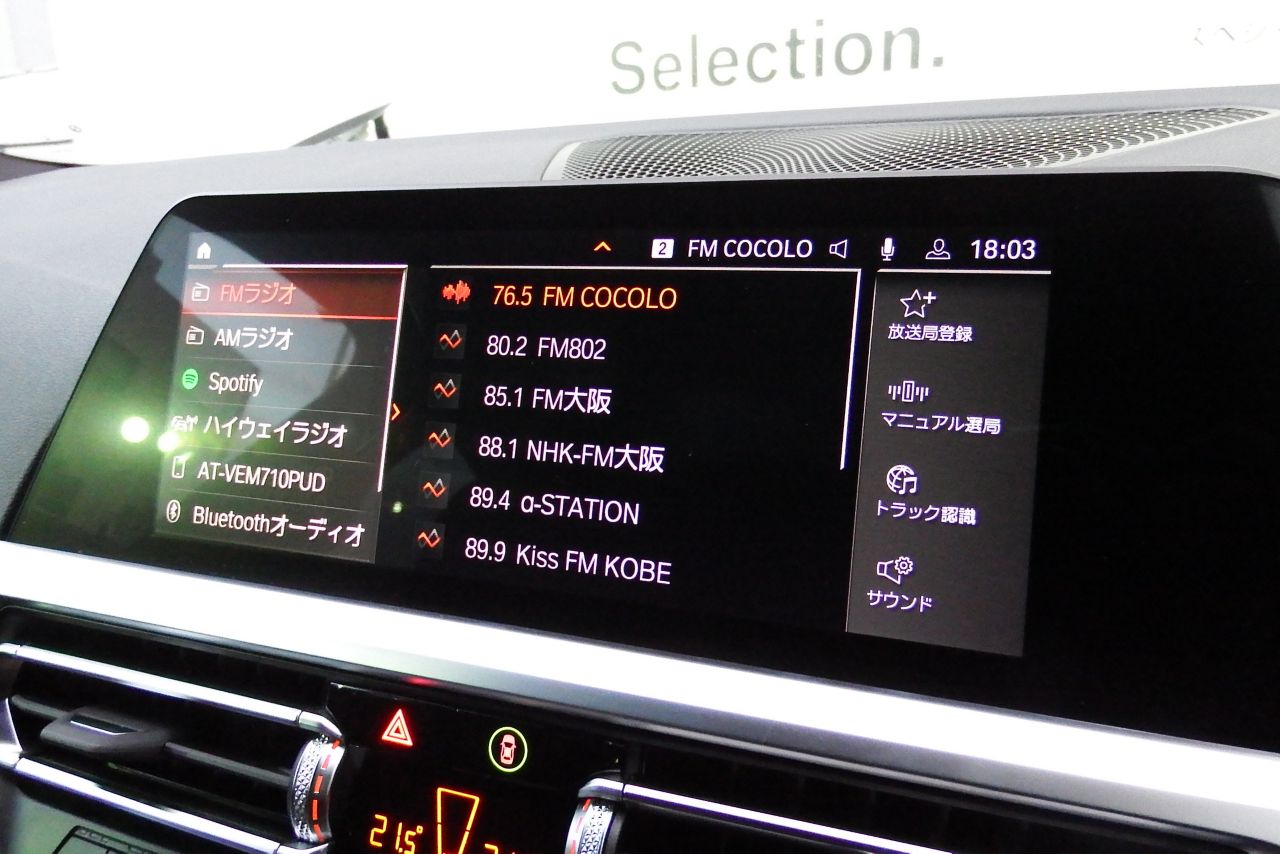 Selection.
2 FM COCOLO 18:03
FMラジオ
AMラジオ
Spotify
ハイウェイラジオ
AT-VEM710PUD
Bluetoothオーディオ
76.5 FM COCOLO
80.2 FM802
85.1 FM大阪
88.1 NHK-FM大阪
89.4 α-STATION
89.9 Kiss FM KOBE
放送局登録
マニュアル選局
トラック認識
サウンド
21.5°